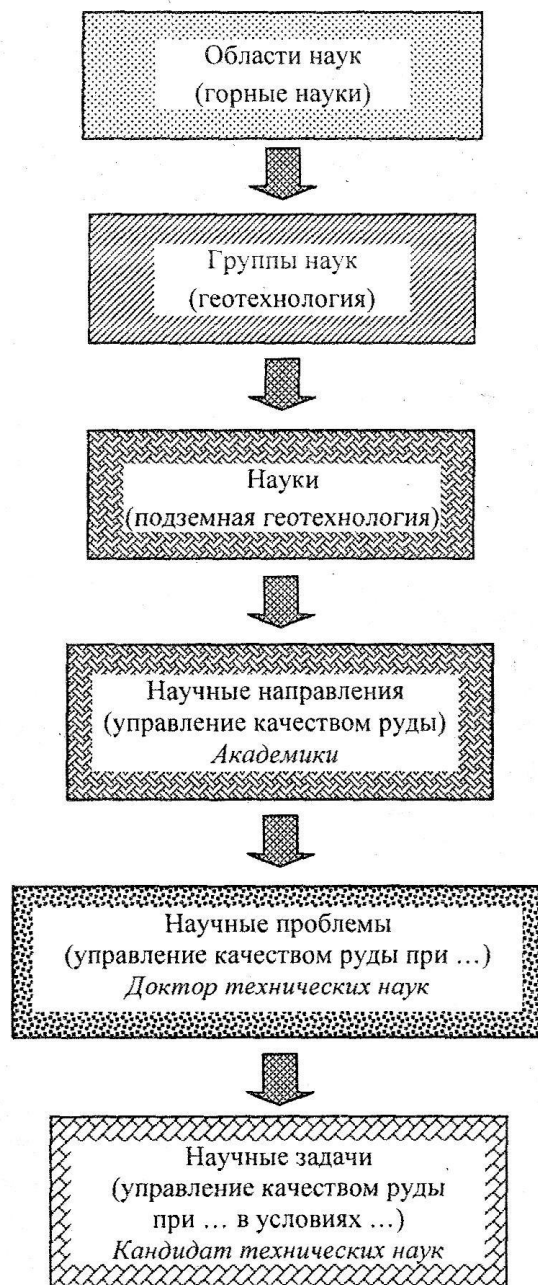 Области наук
(горные науки)
Группы наук
(геотехнология)
Науки
(подземная геотехнология)
Научные направления
(управление качеством руды)
Академики
Научные проблемы
(управление качеством руды при …)
Доктор технических наук
Научные задачи
(управление качеством руды
при … в условиях …)
Кандидат технических наук